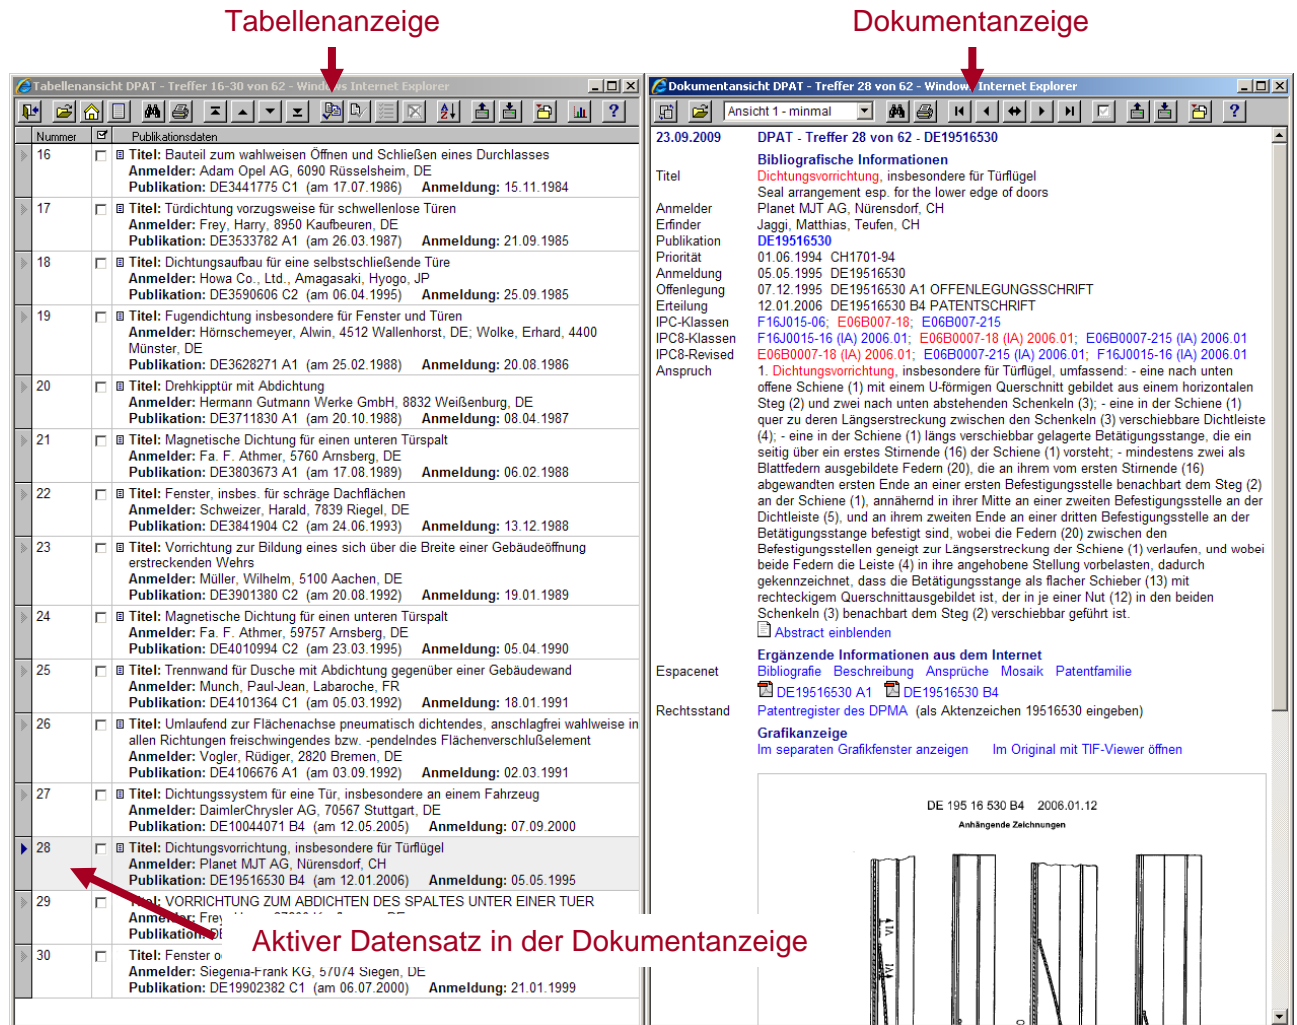 Tabellenanzeige
Dokumentanzeige
Tabellenansicht DPAT - Treffer 16-30 von 62 - Windows Internet Explorer
Nummer Publikationsdaten
16 Titel: Bauteil zum wahlweisen Öffnen und Schließen eines Durchlasses
Anmelder: Adam Opel AG, 6090 Rüsselsheim, DE
Publikation: DE3441775 C1 (am 17.07.1986) Anmeldung: 15.11.1984
17 Titel: Türdichtung vorzugsweise für schwellenlose Türen
Anmelder: Frey, Harry, 8950 Kaufbeuren, DE
Publikation: DE3533782 A1 (am 26.03.1987) Anmeldung: 21.09.1985
18 Titel: Dichtungsaufbau für eine selbstschließende Türe
Anmelder: Howa Co., Ltd., Amagasaki, Hyogo, JP
Publikation: DE3590606 C2 (am 06.04.1995) Anmeldung: 25.09.1985
19 Titel: Fugendichtung insbesondere für Fenster und Türen
Anmelder: Hörnschemeyer, Alwin, 4512 Wallenhorst, DE; Wolke, Erhard, 4400
Münster, DE
Publikation: DE3628271 A1 (am 25.02.1988) Anmeldung: 20.08.1986
20 Titel: Drehkipptür mit Abdichtung
Anmelder: Hermann Gutmann Werke GmbH, 8832 Weißenburg, DE
Publikation: DE3711830 A1 (am 20.10.1988) Anmeldung: 08.04.1987
21 Titel: Magnetische Dichtung für einen unteren Türspalt
Anmelder: Fa. F. Athmer, 5760 Arnsberg, DE
Publikation: DE3803673 A1 (am 17.08.1989) Anmeldung: 06.02.1988
22 Titel: Fenster, insbes. für schräge Dachflächen
Anmelder: Schweizer, Harald, 7839 Riegel, DE
Publikation: DE3841904 C2 (am 24.06.1993) Anmeldung: 13.12.1988
23 Titel: Vorrichtung zur Bildung eines sich über die Breite einer Gebäudeöffnung
erstreckenden Wehrs
Anmelder: Müller, Wilhelm, 5100 Aachen, DE
Publikation: DE3901380 C2 (am 20.08.1992) Anmeldung: 19.01.1989
24 Titel: Magnetische Dichtung für einen unteren Türspalt
Anmelder: Fa. F. Athmer, 59757 Arnsberg, DE
Publikation: DE4010994 C2 (am 23.03.1995) Anmeldung: 05.04.1990
25 Titel: Trennwand für Dusche mit Abdichtung gegenüber einer Gebäudewand
Anmelder: Munch, Paul-Jean, Labaroche, FR
Publikation: DE4101364 C1 (am 05.03.1992) Anmeldung: 18.01.1991
26 Titel: Umlaufend zur Flächenachse pneumatisch dichtendes, anschlagfrei wahlweise in
allen Richtungen freischwingendes bzw. -pendelndes Flächenverschlußelement
Anmelder: Vogler, Rüdiger, 2820 Bremen, DE
Publikation: DE4106676 A1 (am 03.09.1992) Anmeldung: 02.03.1991
27 Titel: Dichtungssystem für eine Tür, insbesondere an einem Fahrzeug
Anmelder: DaimlerChrysler AG, 70567 Stuttgart, DE
Publikation: DE10044071 B4 (am 12.05.2005) Anmeldung: 07.09.2000
28 Titel: Dichtungsvorrichtung, insbesondere für Türflügel
Anmelder: Planet MJT AG, Nürensdorf, CH
Publikation: DE19516530 B4 (am 12.01.2006) Anmeldung: 05.05.1995
29 Titel: VORRICHTUNG ZUM ABDICHTEN DES SPALTES UNTER EINER TUER
Anmelder: Frey
Publikation:
30 Titel: Fenster
Anmelder: Siegenia-Frank KG, 57074 Siegen, DE
Publikation: DE19902382 C1 (am 06.07.2000) Anmeldung: 21.01.1999
Aktiver Datensatz in der Dokumentanzeige
Dokumentansicht DPAT - Treffer 28 von 62 - Windows Internet Explorer
Ansicht 1 - minmal
23.09.2009 DPAT - Treffer 28 von 62 - DE19516530
Bibliografische Informationen
Titel Dichtungsvorrichtung, insbesondere für Türflügel
Seal arrangement esp. for the lower edge of doors
Anmelder Planet MJT AG, Nürensdorf, CH
Erfinder Jaggi, Matthias, Teufen, CH
Publikation DE19516530
Priorität 01.06.1994 CH1701-94
Anmeldung 05.05.1995 DE19516530
Offenlegung 07.12.1995 DE19516530 A1 OFFENLEGUNGSSCHRIFT
Erteilung 12.01.2006 DE19516530 B4 PATENTSCHRIFT
IPC-Klassen F16J015-06; E06B007-18; E06B007-215
IPC8-Klassen F16J0015-16 (IA) 2006.01; E06B0007-18 (IA) 2006.01; E06B0007-215 (IA) 2006.01
IPC8-Revised E06B0007-18 (IA) 2006.01; E06B0007-215 (IA) 2006.01; F16J0015-16 (IA) 2006.01
Anspruch 1. Dichtungsvorrichtung, insbesondere für Türflügel, umfassend: - eine nach unten
offene Schiene (1) mit einem U-förmigen Querschnitt gebildet aus einem horizontalen
Steg (2) und zwei nach unten abstehenden Schenkeln (3); - eine in der Schiene (1)
quer zu deren Längserstreckung zwischen den Schenkeln (3) verschiebbare Dichtleiste
(4); - eine in der Schiene (1) längs verschiebbar gelagerte Betätigungsstange, die ein
seitig über ein erstes Stirnende (16) der Schiene (1) vorsteht; - mindestens zwei als
Blattfedern ausgebildete Federn (20), die an ihrem vom ersten Stirnende (16)
abgewandten ersten Ende an einer ersten Befestigungsstelle benachbart dem Steg (2)
an der Schiene (1), annähernd in ihrer Mitte an einer zweiten Befestigungsstelle an der
Dichtleiste (5), und an ihrem zweiten Ende an einer dritten Befestigungsstelle an der
Betätigungsstange befestigt sind, wobei die Federn (20) zwischen den
Befestigungsstellen geneigt zur Längserstreckung der Schiene (1) verlaufen, und wobei
beide Federn die Leiste (4) in ihre angehobene Stellung vorbelasten, dadurch
gekennzeichnet, dass die Betätigungsstange als flacher Schieber (13) mit
rechteckigem Querschnittausgebildet ist, der in je einer Nut (12) in den beiden
Schenkeln (3) benachbart dem Steg (2) verschiebbar geführt ist.
Abstract einblenden
Ergänzende Informationen aus dem Internet
Espacenet Bibliografie Beschreibung Ansprüche Mosaik Patentfamilie
DE19516530 A1 DE19516530 B4
Rechtsstand Patentregister des DPMA (als Aktenzeichen 19516530 eingeben)
Grafikanzeige
Im separaten Grafikfenster anzeigen Im Original mit TIF-Viewer öffnen
DE 195 16 530 B4 2006.01.12
Anhängende Zeichnungen